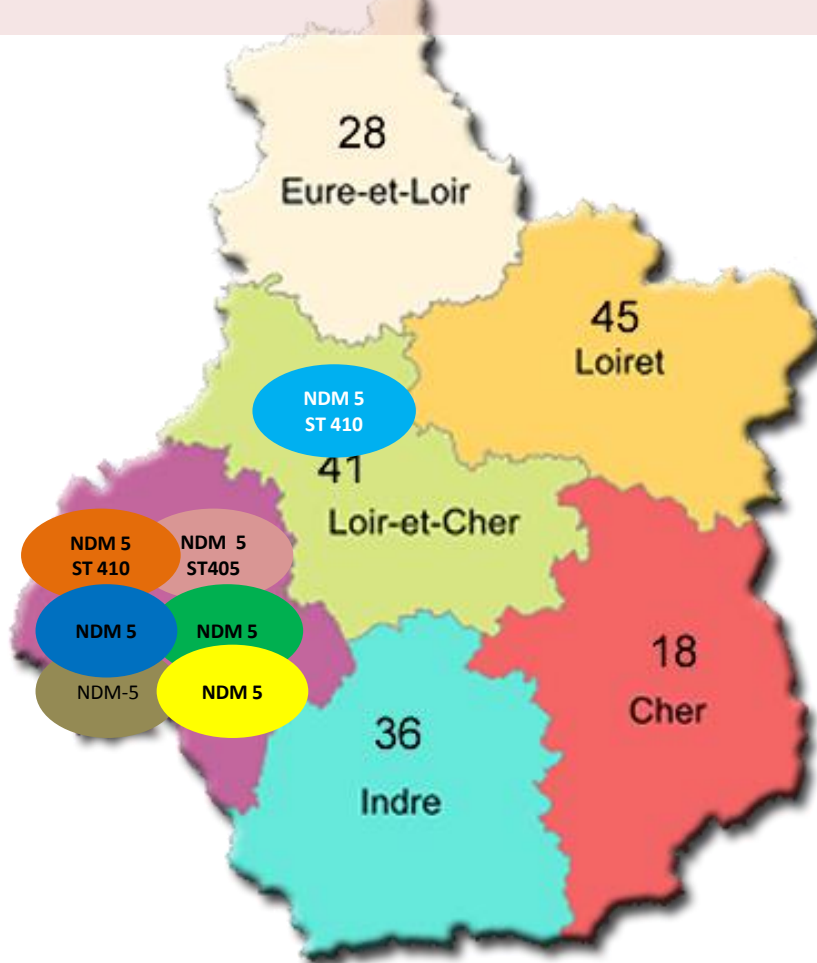 28
Eure-et-Loir
45
Loiret
NDM 5
ST 410
41
Loir-et-Cher
NDM 5
ST 410
NDM 5
ST405
NDM 5
NDM 5
NDM-5
NDM 5
18
Cher
36
Indre